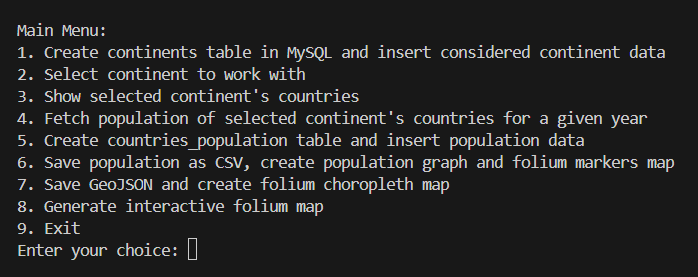 Main Menu:
1. Create continents table in MySQL and insert considered continent data
2. Select continent to work with
3. Show selected continent's countries
4. Fetch population of selected continent's countries for a given year
5. Create countries_population table and insert population data
6. Save population as CSV, create population graph and folium markers map
7. Save GeoJSON and create folium choropleth map
8. Generate interactive folium map
9. Exit
Enter your choice: